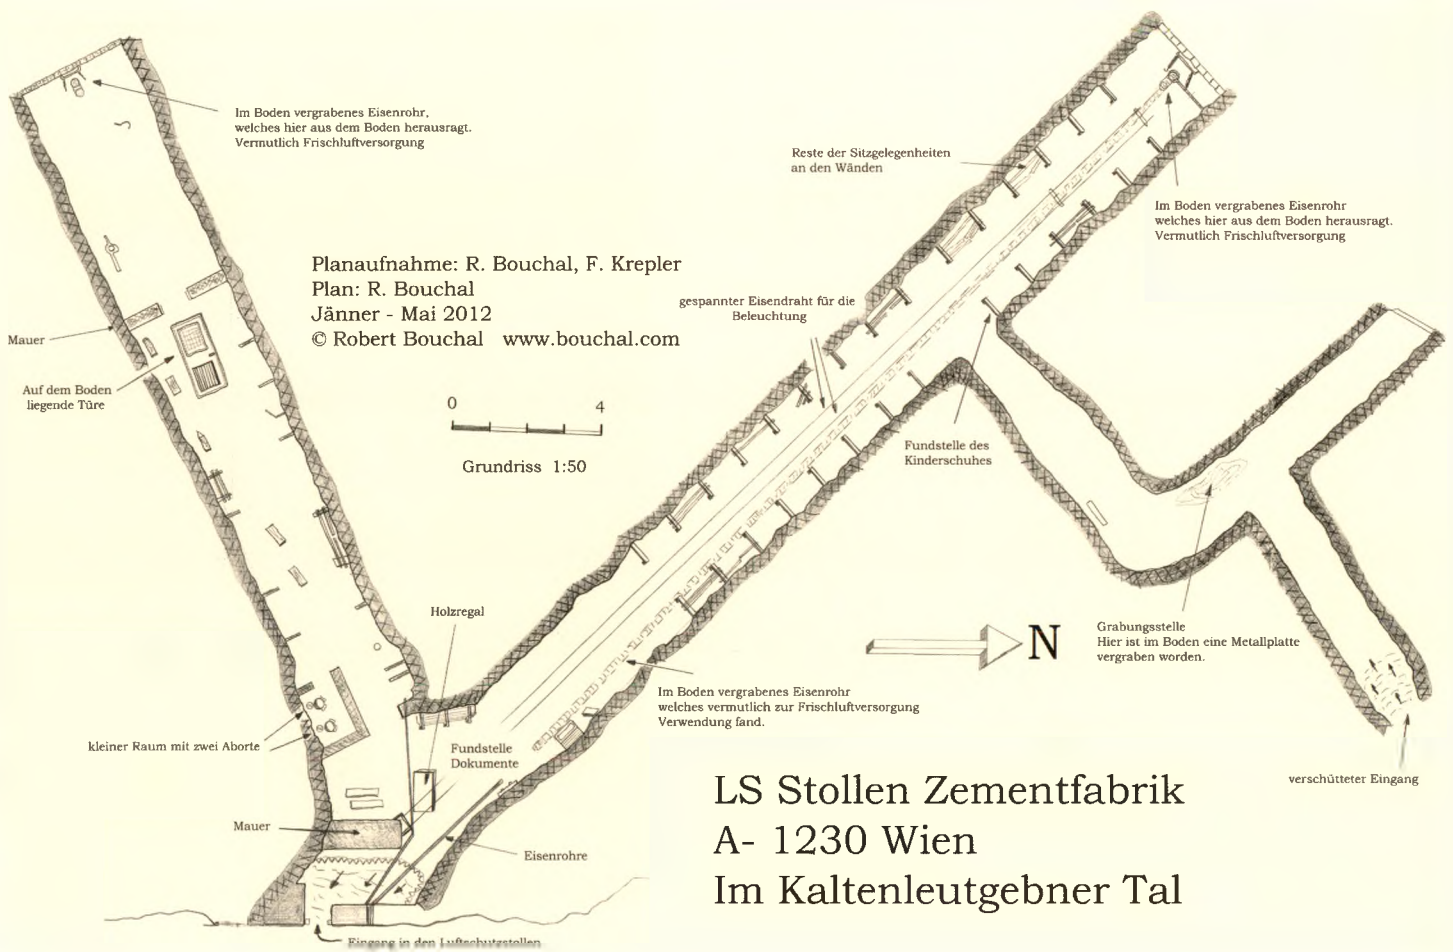 Im Boden vergrabenes Eisenrohr,
welches hier aus dem Boden herausragt.
Vermutlich Frischluftversorgung
Reste der Sitzgelegenheiten
an den Wänden
Im Boden vergrabenes Eisenrohr
welches hier aus dem Boden herausragt.
Vermutlich Frischluftversorgung
Planaufnahme: R. Bouchal, F. Krepler
Plan: R. Bouchal
Jänner - Mai 2012
© Robert Bouchal www.bouchal.com
gespannter Eisendraht für die
Beleuchtung
Mauer
Auf dem Boden
liegende Türe
0 4
Grundriss 1:50
Fundstelle des
Kinderschuhes
Holzregal
N
Grabungsstelle
Hier ist im Boden eine Metallplatte
vergraben worden.
Im Boden vergrabenes Eisenrohr
welches vermutlich zur Frischluftversorgung
Verwendung fand.
kleiner Raum mit zwei Aborte
Fundstelle
Dokumente
verschütteter Eingang
LS Stollen Zementfabrik
A- 1230 Wien
Im Kaltenleutgebner Tal
Mauer
Eisenrohre
Eingang in den Luftschutzstollen